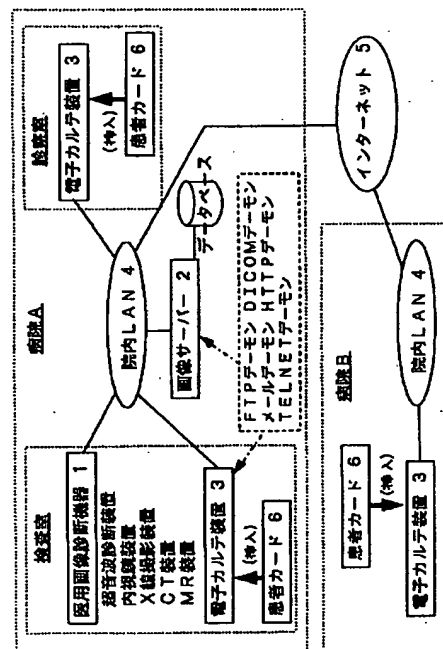 病院A
検査室
医用画像診断機器 1
超音波診断装置
内視鏡装置
X線撮影装置
CT装置
MR装置
電子カルテ装置 3
(挿入)
患者カード 6
院内LAN 4
画像サーバー 2
データベース
FTPデーモン DICOMデーモン
メールデーモン HTTPデーモン
TELNETデーモン
診察室
電子カルテ装置 3
(挿入)
患者カード 6
病院B
患者カード 6
(挿入)
電子カルテ装置 3
院内LAN 4
インターネット 5